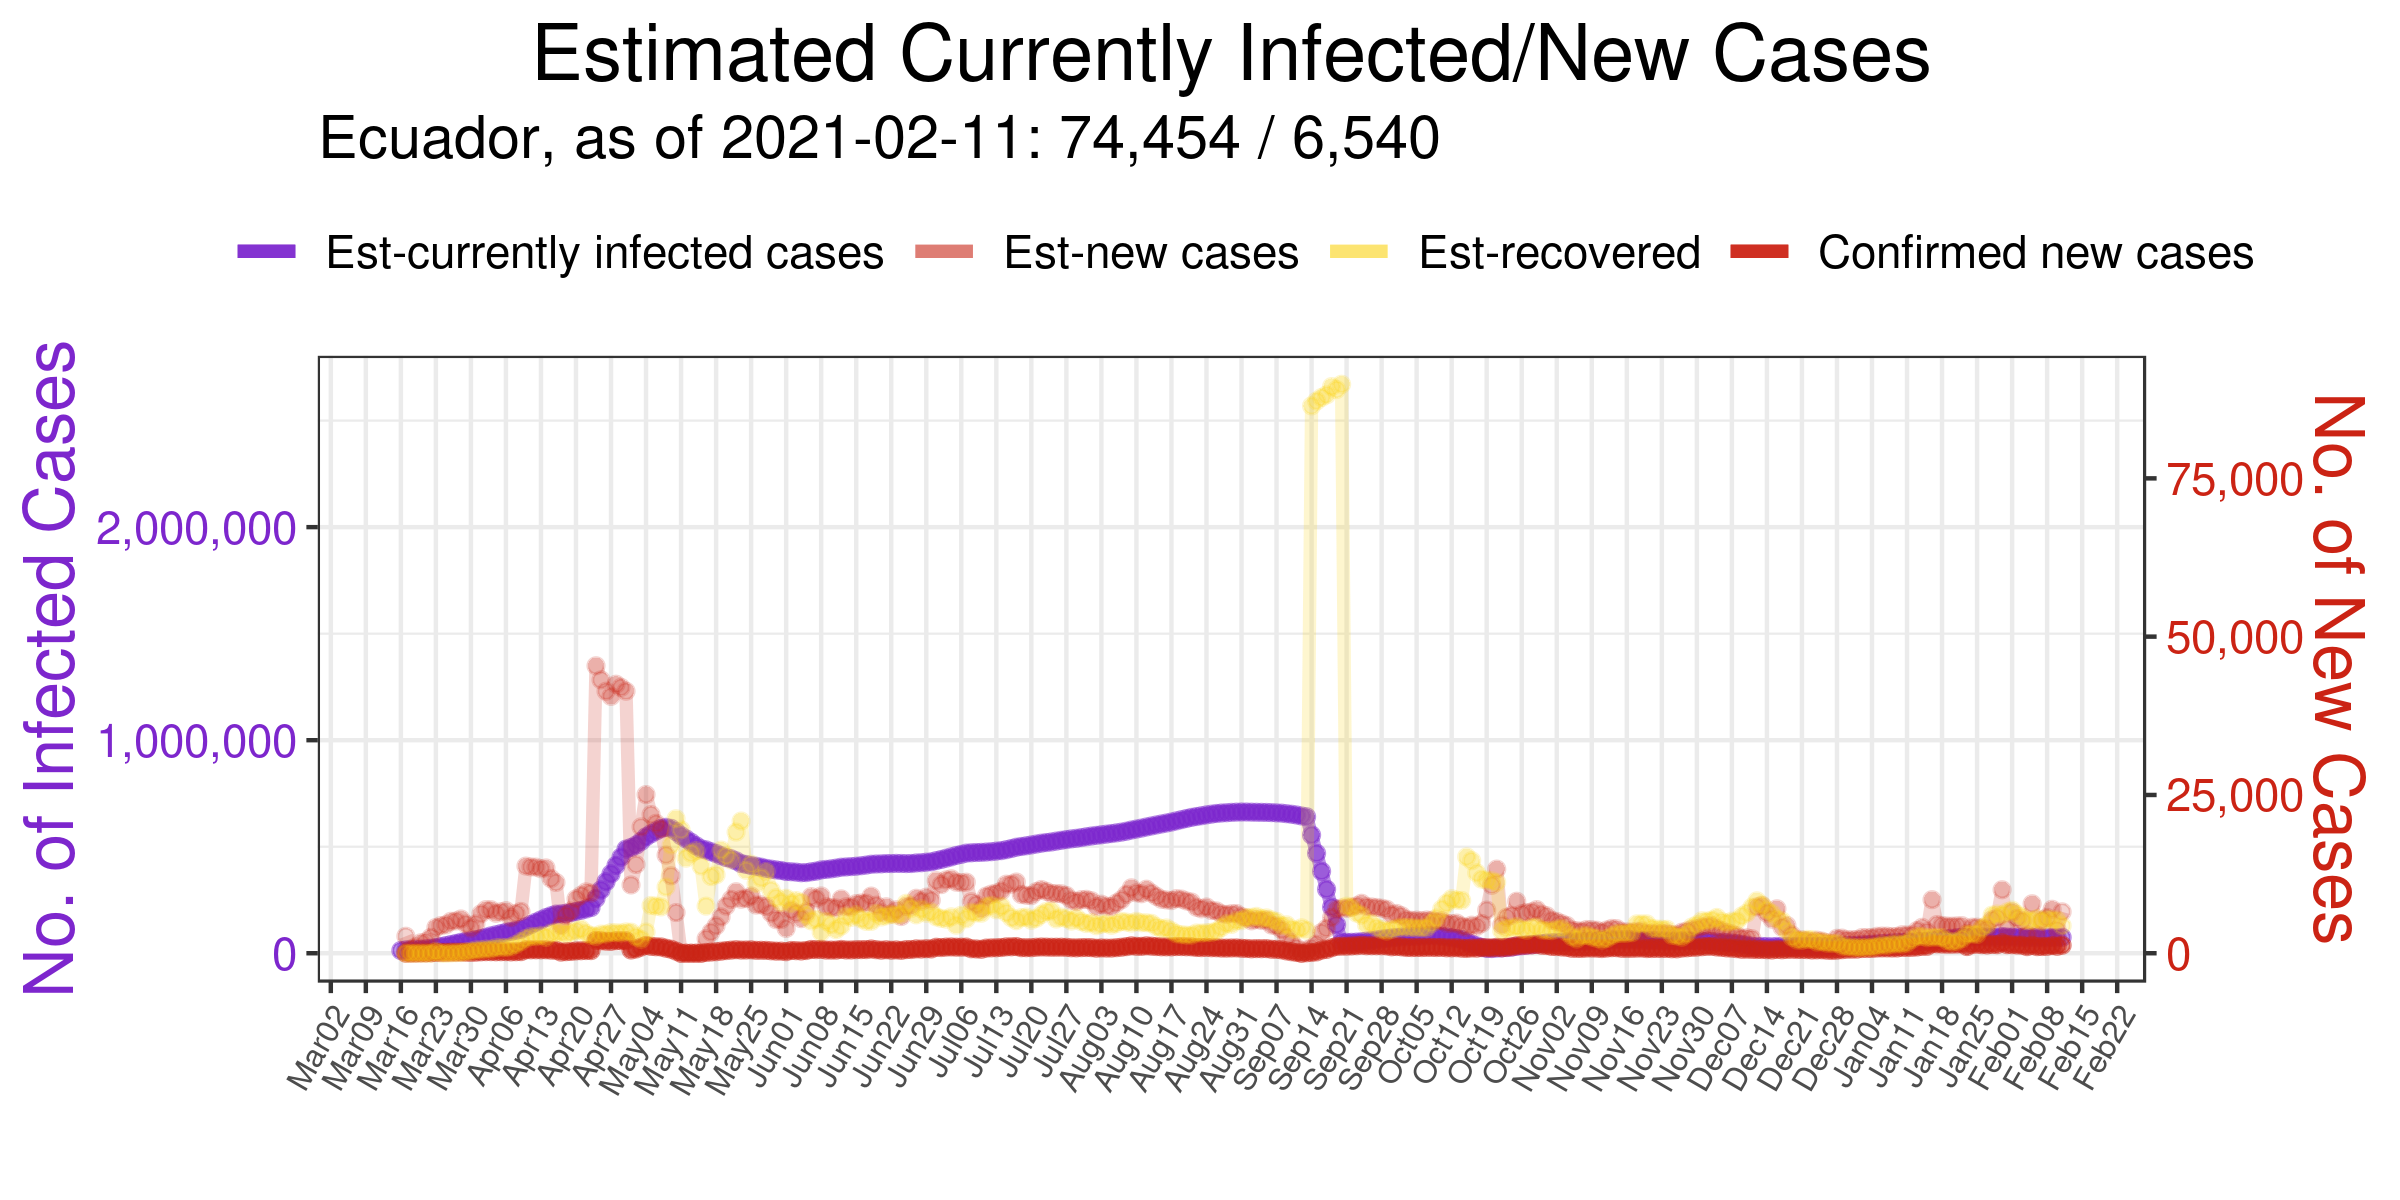 Estimated Currently Infected/New Cases
Ecuador, as of 2021-02-11: 74,454 / 6,540
Est-currently infected cases
Est-new cases
Est-recovered
Confirmed new cases
No. of Infected Cases
2,000,000
1,000,000
0
75,000
50,000
25,000
0
No. of New Cases
Mar02
Mar09
Mar16
Mar23
Mar30
Apr06
Apr13
Apr20
Apr27
May04
May11
May18
May25
Jun01
Jun08
Jun15
Jun22
Jun29
Jul06
Jul13
Jul20
Jul27
Aug03
Aug10
Aug17
Aug24
Aug31
Sep07
Sep14
Sep21
Sep28
Oct05
Oct12
Oct19
Oct26
Nov02
Nov09
Nov16
Nov23
Nov30
Dec07
Dec14
Dec21
Dec28
Jan04
Jan11
Jan18
Jan25
Feb01
Feb08
Feb15
Feb22